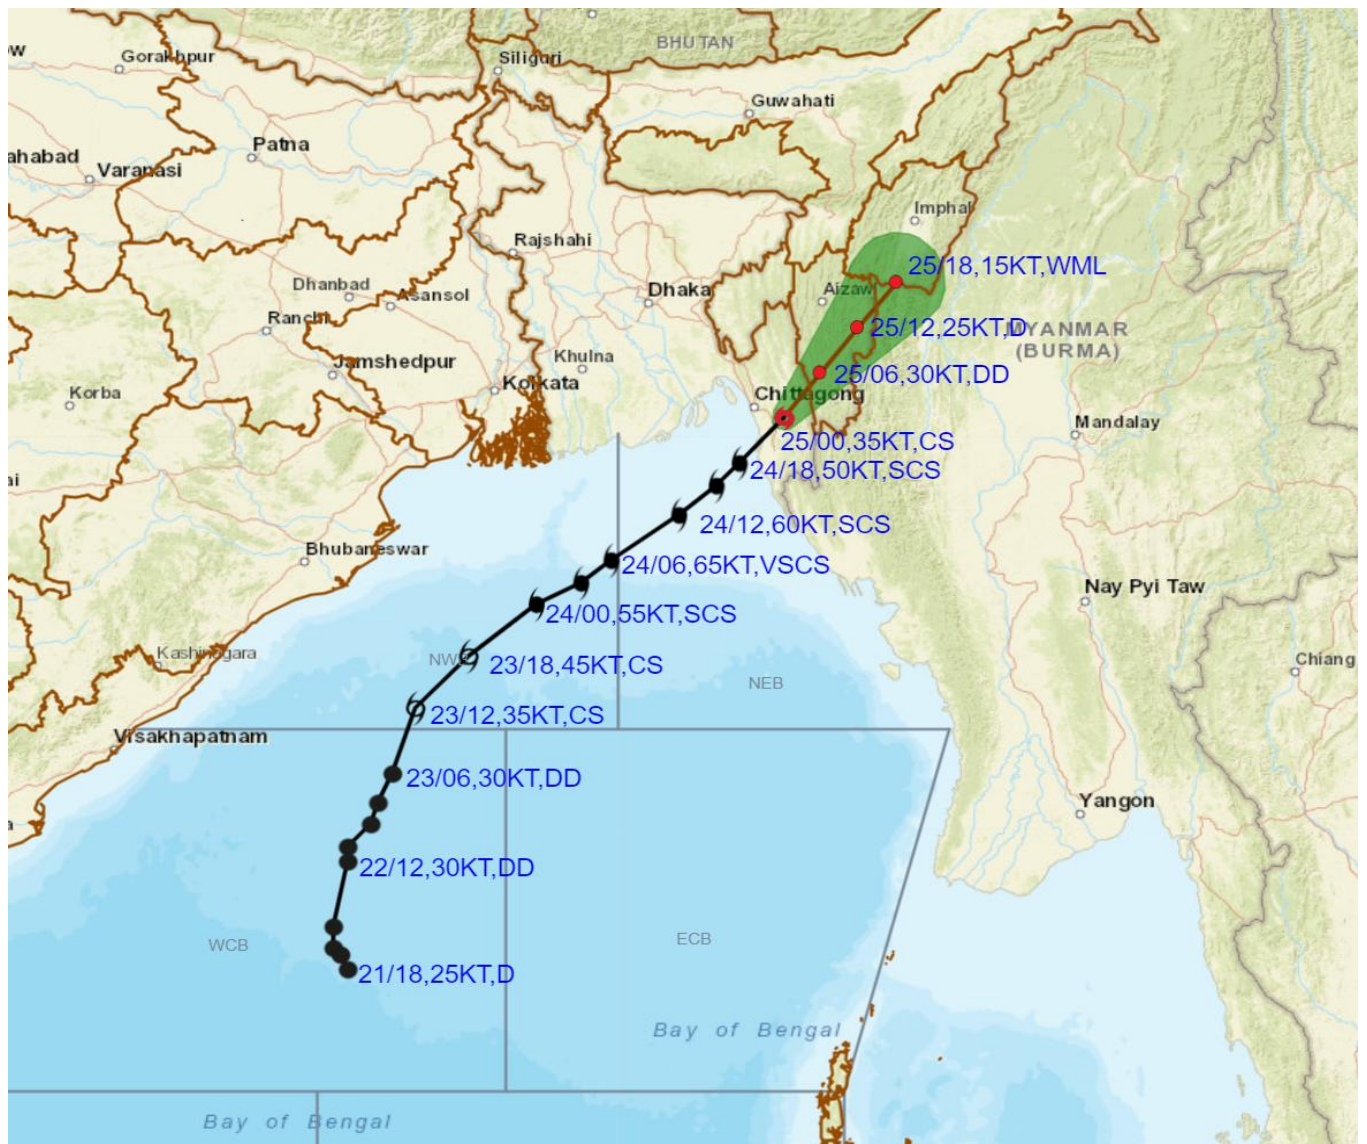 BHUTAN
Siliguri
w
Gorakhpur
Guwahati
Patna
ahabad
Varanasi
Imphal
Rajshahi
25/18,15KT,WML
Dhanbad
Asansol
Dhaka
Aizaw
Ranchi
25/12,25KT,D
MYANMAR
(BURMA)
Khulna
Jamshedpur
25/06,30KT,DD
Kolkata
Korba
Chittagong
Mandalay
25/00,35KT,CS
24/18,50KT,SCS
ai
24/12,60KT,SCS
Bhubaneswar
24/06,65KT,VSCS
Nay Pyi Taw
24/00,55KT,SCS
Kashinagara
NW
23/18,45KT,CS
Chiang
NEB
23/12,35KT,CS
Visakhapatnam
23/06,30KT,DD
Yangon
a
22/12,30KT,DD
WCB
ECB
21/18,25KT,D
Bay of Bengal
Bay of Bengal